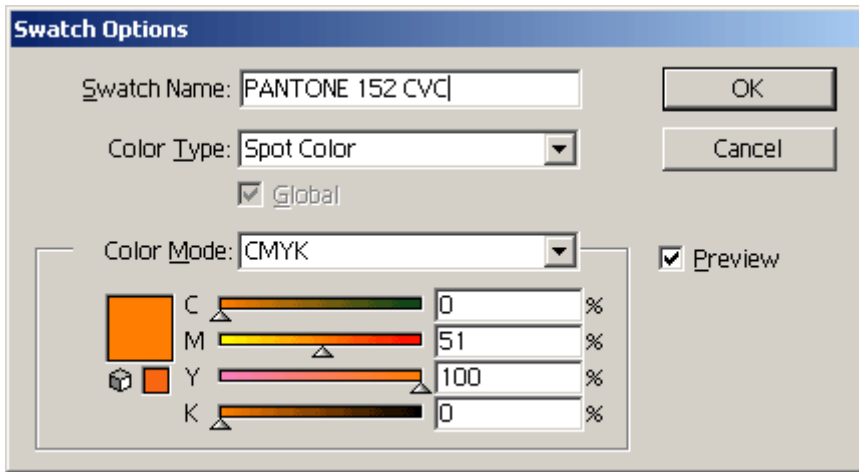 Swatch Options
Swatch Name: PANTONE 152 CVC OK
Color Type: Spot Color Cancel
Global
Color Mode: CMYK Preview
C 0 %
M 51 %
Y 100 %
K 0 %